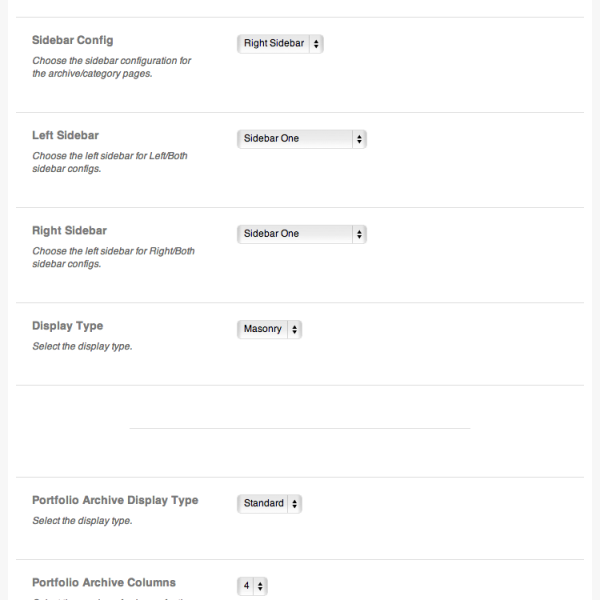 Sidebar Config
Right Sidebar
Choose the sidebar configuration for
the archive/category pages.
Left Sidebar
Sidebar One
Choose the left sidebar for Left/Both
sidebar configs.
Right Sidebar
Sidebar One
Choose the left sidebar for Right/Both
sidebar configs.
Display Type
Masonry
Select the display type.
Portfolio Archive Display Type
Standard
Select the display type.
Portfolio Archive Columns
4